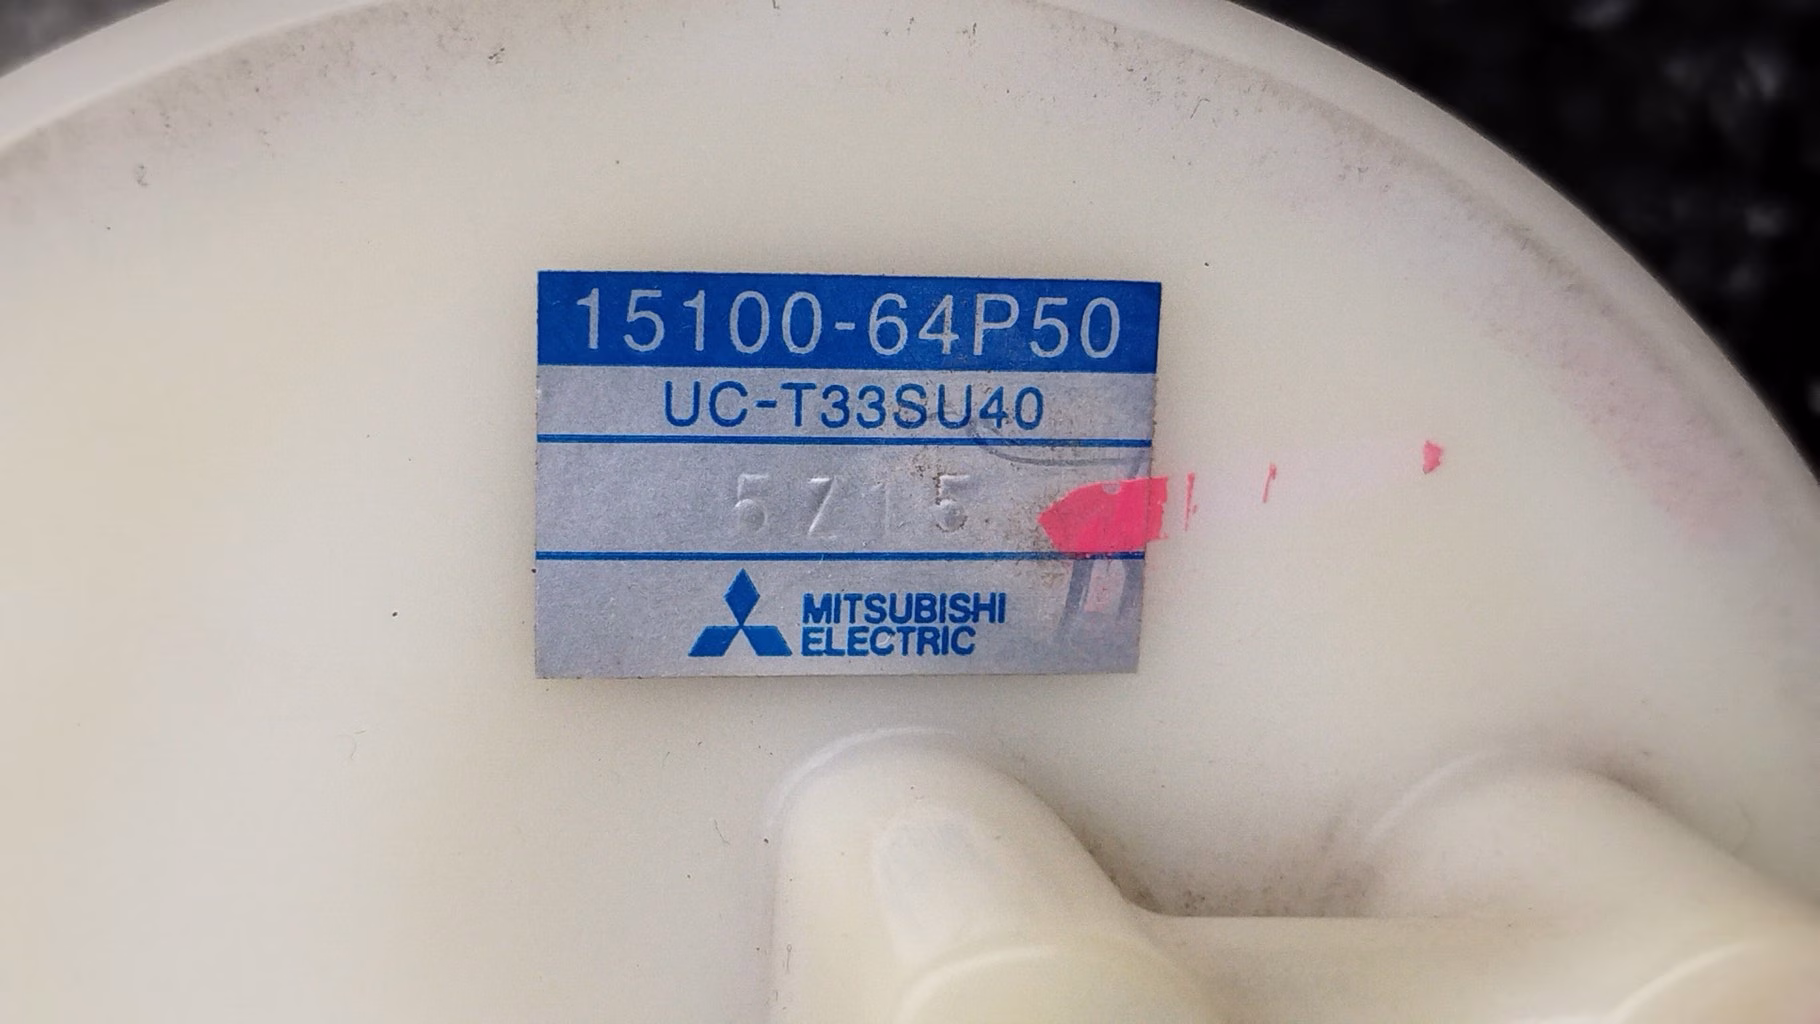 15100-64P50
UC-T33SU40
5Z15
MITSUBISHI
ELECTRIC